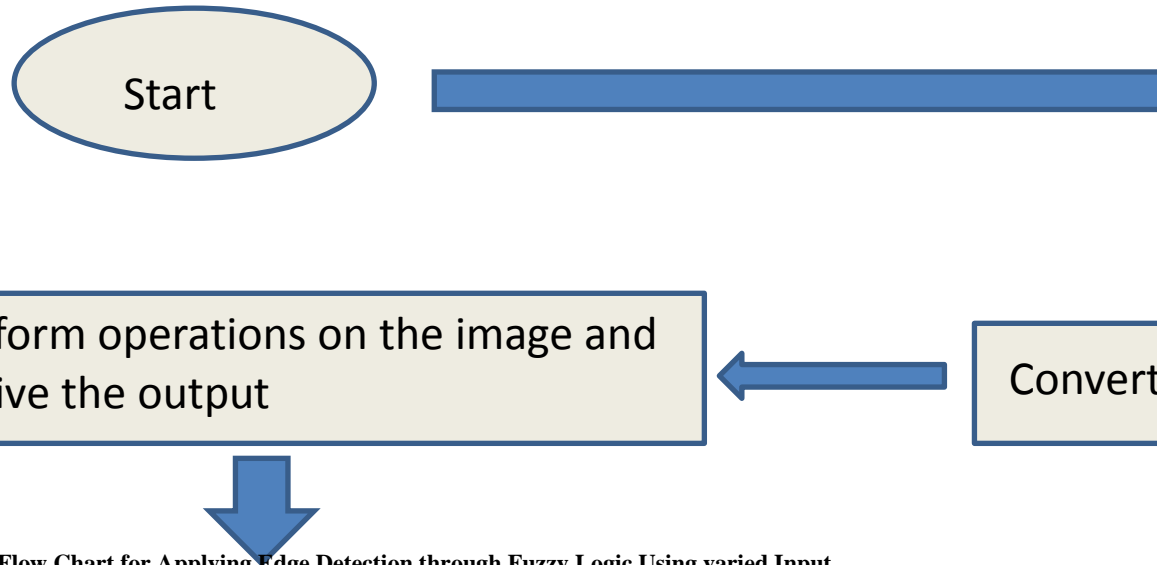 Start
form operations on the image and
ive the output
Convert
Flow Chart for Applying Edge Detection through Fuzzy Logic Using varied Input